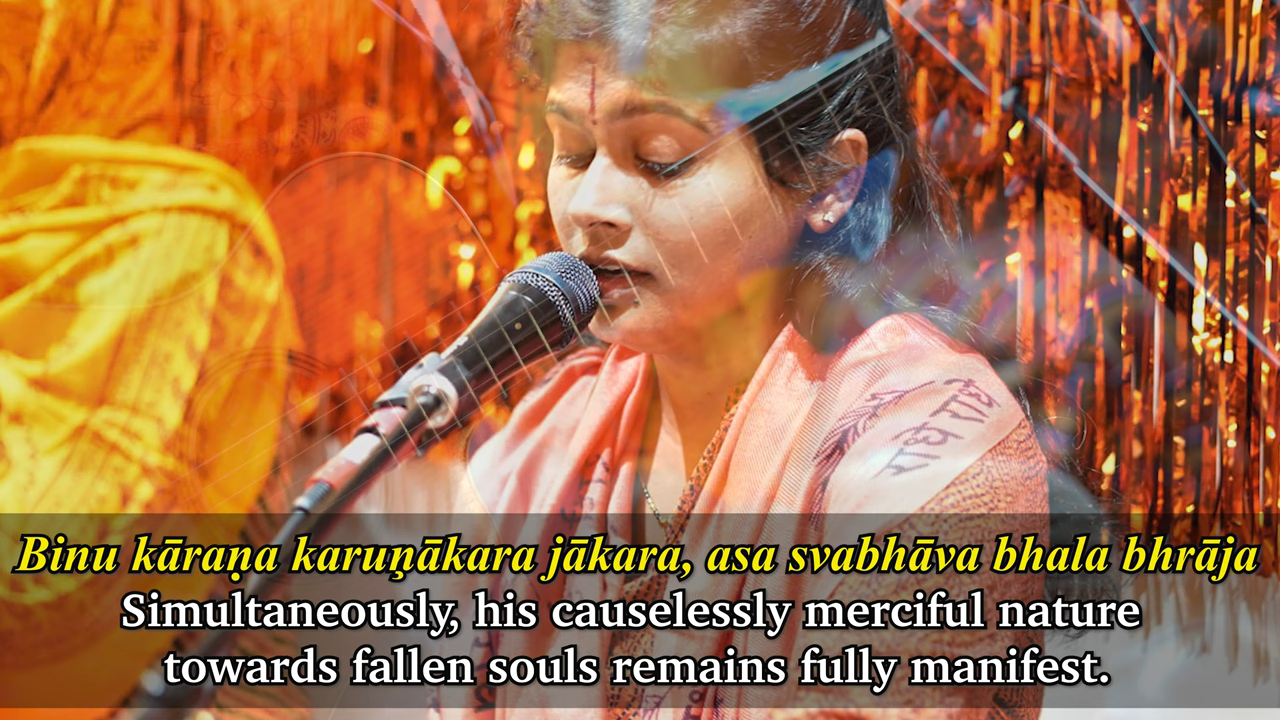 राधे राधे
Binu kāraṇa karuṇākara jākara, asa svabhāva bhala bhrāja
Simultaneously, his causelessly merciful nature
towards fallen souls remains fully manifest.